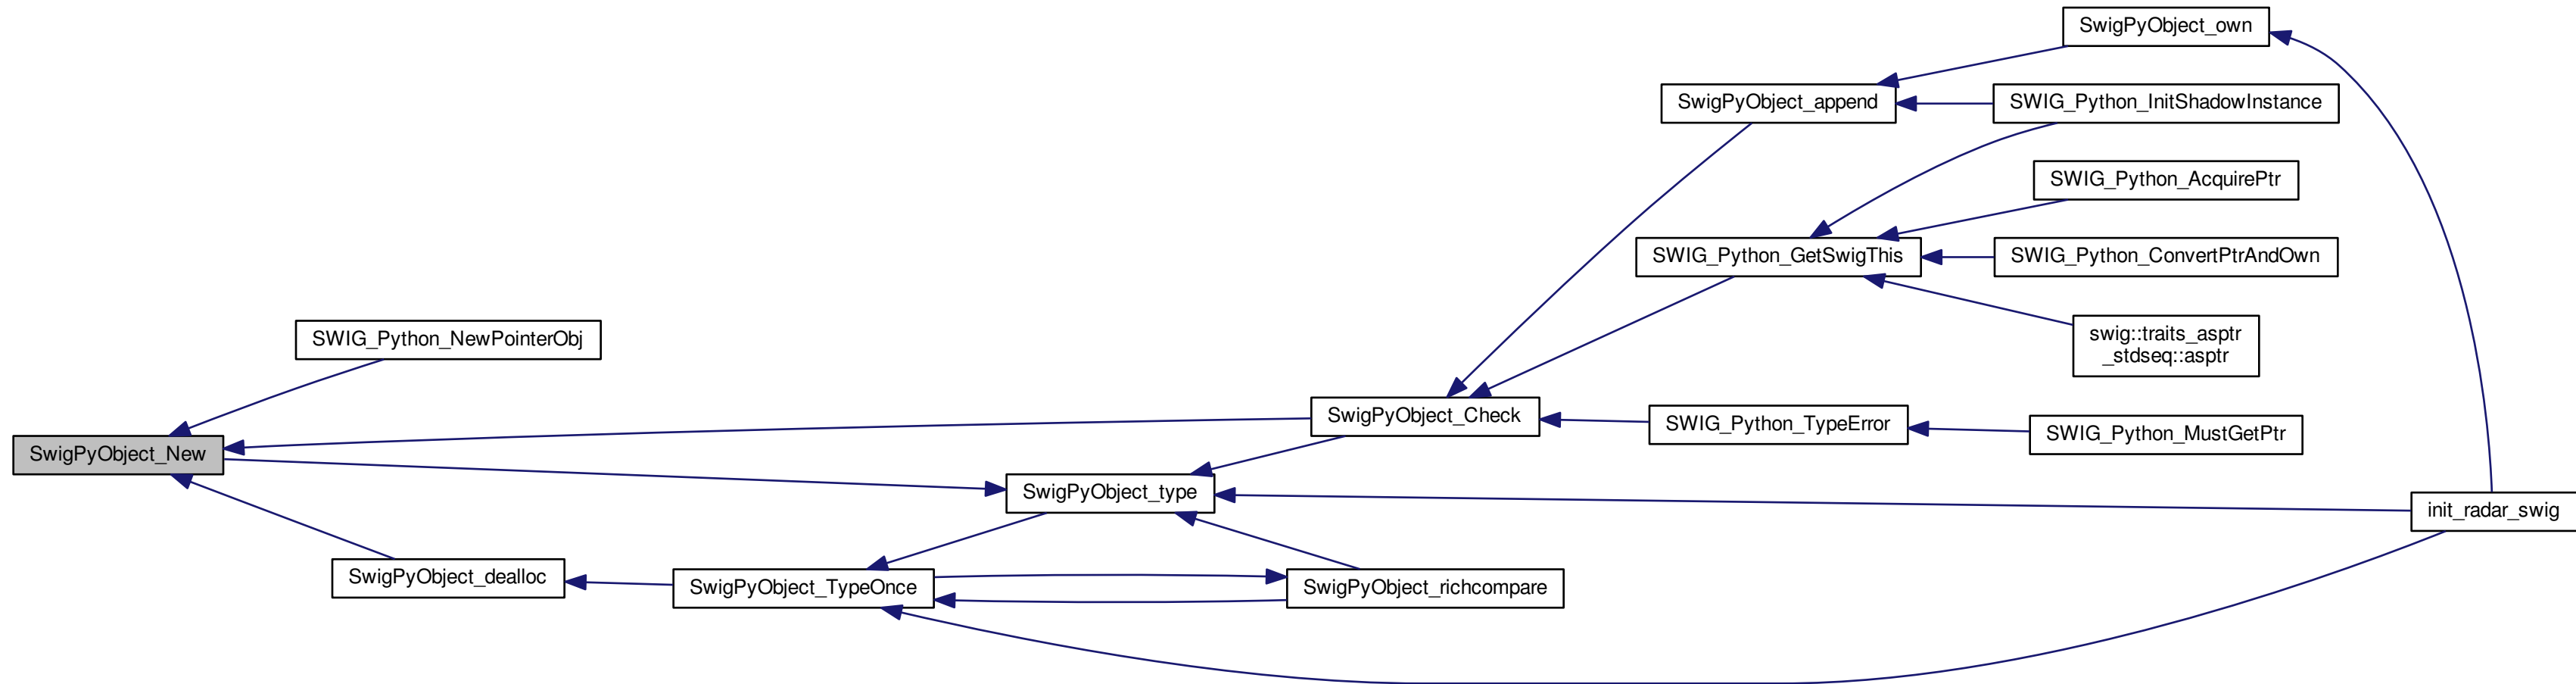 SwigPyObject_own
SwigPyObject_append
SWIG_Python_InitShadowInstance
SWIG_Python_AcquirePtr
SWIG_Python_GetSwigThis
SWIG_Python_ConvertPtrAndOwn
swig::traits_asptr
_stdseq::asptr
SWIG_Python_NewPointerObj
SwigPyObject_Check
SWIG_Python_TypeError
SWIG_Python_MustGetPtr
SwigPyObject_New
SwigPyObject_type
init_radar_swig
SwigPyObject_dealloc
SwigPyObject_TypeOnce
SwigPyObject_richcompare